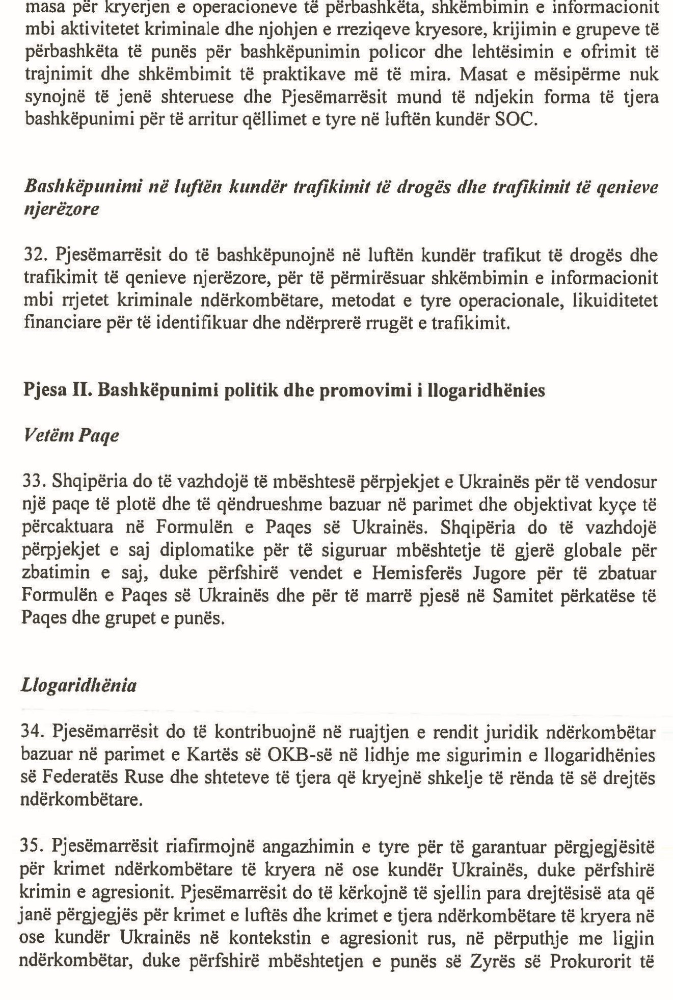 masa për kryerjen e operacioneve të përbashkëta, shkëmbimin e informacionit
mbi aktivitetet kriminale dhe njohjen e rreziqeve kryesore, krijimin e grupeve të
përbashkëta të punës për bashkëpunimin policor dhe lehtësimin e ofrimit të
trajnimit dhe shkëmbimit të praktikave më të mira. Masat e mësipërme nuk
synojnë të jenë shteruese dhe Pjesëmarrësit mund të ndjekin forma të tjera
bashkëpunimi për të arritur qëllimet e tyre në luftën kundër SOC.
Bashkëpunimi në luftën kundër trafikimit të drogës dhe trafikimit të qenieve
njerëzore
32. Pjesëmarrësit do të bashkëpunojnë në luftën kundër trafikut të drogës dhe
trafikimit të qenieve njerëzore, për të përmirësuar shkëmbimin e informacionit
mbi rrjetet kriminale ndërkombëtare, metodat e tyre operacionale, likuiditetet
financiare për të identifikuar dhe ndërprerë rrugët e trafikimit.
Pjesa II. Bashkëpunimi politik dhe promovimi i llogaridhënies
Vetëm Paqe
33. Shqipëria do të vazhdojë të mbështesë përpjekjet e Ukrainës për të vendosur
një paqe të plotë dhe të qëndrueshme bazuar në parimet dhe objektivat kyçe të
përcaktuara në Formulën e Paqes së Ukrainës. Shqipëria do të vazhdojë
përpjekjet e saj diplomatike për të siguruar mbështetje të gjerë globale për
zbatimin e saj, duke përfshirë vendet e Hemisferës Jugore për të zbatuar
Formulën e Paqes së Ukrainës dhe për të marrë pjesë në Samitet përkatëse të
Paqes dhe grupet e punës.
Llogaridhënia
34. Pjesëmarrësit do të kontribuojnë në ruajtjen e rendit juridik ndërkombëtar
bazuar në parimet e Kartës së OKB-së në lidhje me sigurimin e llogaridhënies
së Federatës Ruse dhe shteteve të tjera që kryejnë shkelje të rënda të së drejtës
ndërkombëtare.
35. Pjesëmarrësit riafirmojnë angazhimin e tyre për të garantuar përgjegjësitë
për krimet ndërkombëtare të kryera në ose kundër Ukrainës, duke përfshirë
krimin e agresionit. Pjesëmarrësit do të kërkojnë të sjellin para drejtësisë ata që
janë përgjegjës për krimet e luftës dhe krimet e tjera ndërkombëtare të kryera në
ose kundër Ukrainës në kontekstin e agresionit rus, në përputhje me ligjin
ndërkombëtar, duke përfshirë mbështetjen e punës së Zyrës së Prokurorit të